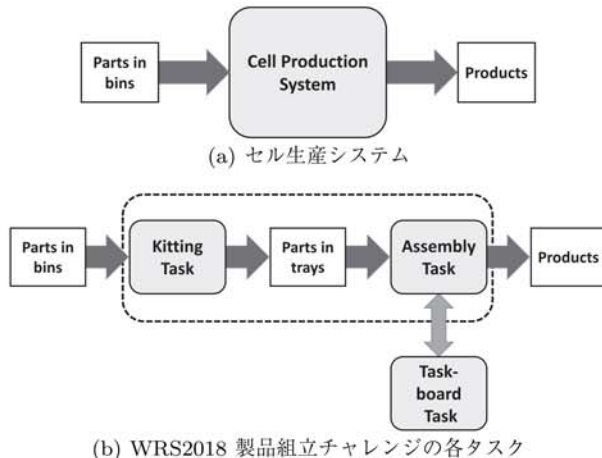 Parts in
bins
Cell Production
System
Products
(a) セル生産システム
Parts in
bins
Kitting
Task
Parts in
trays
Assembly
Task
Products
Task-
board
Task
(b) WRS2018 製品組立チャレンジの各タスク